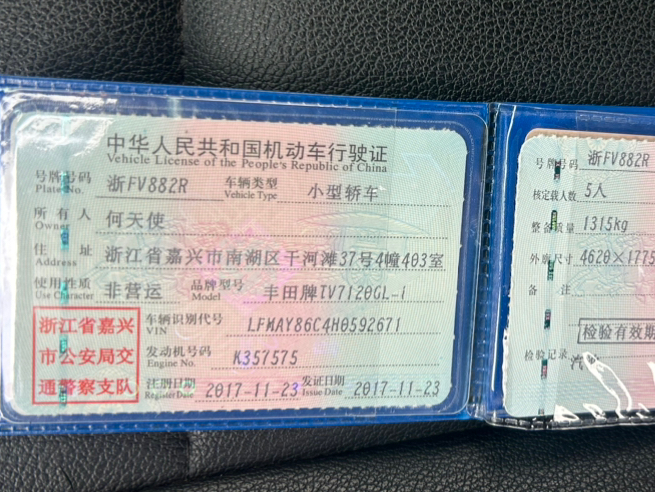 中华人民共和国机动车行驶证
Vehicle License of the People's Republic of China
号牌号码 浙FV882R 车辆类型 小型轿车
Plate No. Vehicle Type
所有人 何天使
Owner
住址 浙江省嘉兴市南湖区干河滩37号4幢403室
Address
使用性质 非营运 品牌型号 丰田牌TV7120GL-I
Use Character Model
浙江省嘉兴
市公安局交
通警察支队
车辆识别代号 LFMAY86C4H0592671
VIN
发动机号码 K357575
Engine No.
注册日期 2017-11-23 发证日期 2017-11-23
Register Date Issue Date
号牌号码 浙FV882R
核定载人数 5人
整备质量 1315kg
外廓尺寸 4620×1775
备注
检验有效期
检验记录